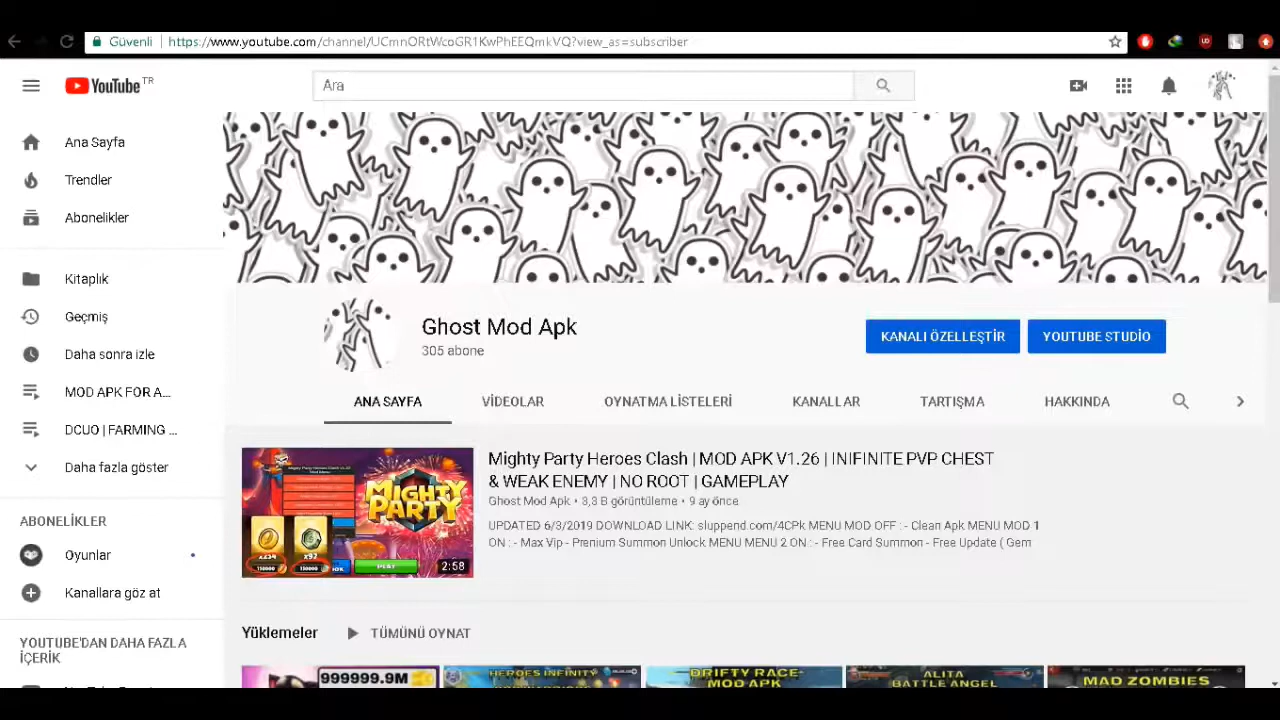 Güvenli
https://www.youtube.com/channel/UCmnORtWcoGR1KwPhEEQmkVQ?view_as=subscriber
YouTube TR
Ara
Ana Sayfa
Trendler
Abonelikler
Kitaplık
Geçmiş
Daha sonra izle
MOD APK FOR A...
DCUO | FARMING ...
Daha fazla göster
ABONELİKLER
Oyunlar
Kanallara göz at
YOUTUBE'DAN DAHA FAZLA
İÇERİK
Ghost Mod Apk
305 abone
KANALI ÖZELLEŞTİR
YOUTUBE STUDIO
ANA SAYFA
VİDEOLAR
OYNATMA LİSTELERİ
KANALLAR
TARTIŞMA
HAKKINDA
MIGHTY
PARTY
PLAY
2:58
Mighty Party Heroes Clash | MOD APK V1.26 | INIFINITE PVP CHEST
& WEAK ENEMY | NO ROOT | GAMEPLAY
Ghost Mod Apk • 3,3 B görüntüleme • 9 ay önce
UPDATED 6/3/2019 DOWNLOAD LINK: sluppend.com/4CPk MENU MOD OFF : - Clean Apk MENU MOD 1
ON : - Max Vip - Premium Summon Unlock MENU MENU 2 ON : - Free Card Summon - Free Update ( Gem
Yüklemeler
TÜMÜNÜ OYNAT
999999.9M
HEROES INFINITY
DRIFTY RACE
MOD APK
ALITA
BATTLE ANGEL
MAD ZOMBIES